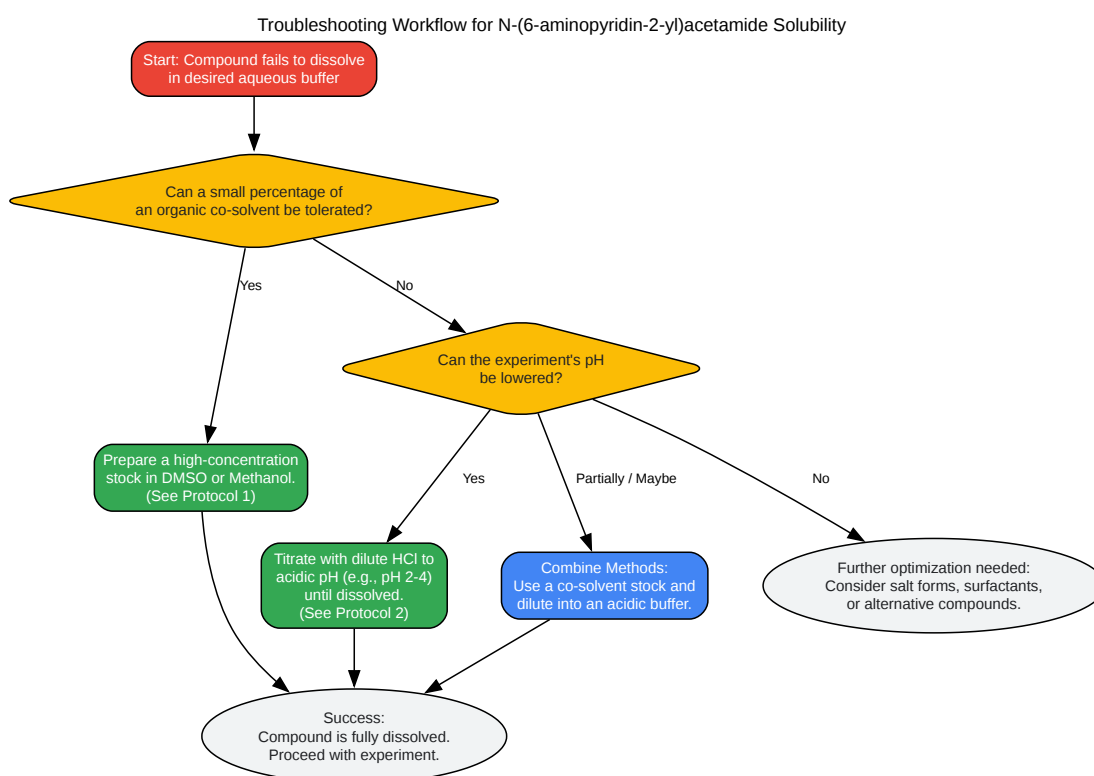 Troubleshooting Workflow for N-(6-aminopyridin-2-yl)acetamide Solubility
Start: Compound fails to dissolve
in desired aqueous buffer
Can a small percentage of
an organic co-solvent be tolerated?
Yes
No
Can the experiment's pH
be lowered?
Prepare a high-concentration
stock in DMSO or Methanol.
(See Protocol 1)
Yes
Partially / Maybe
No
Titrate with dilute HCl to
acidic pH (e.g., pH 2-4)
until dissolved.
(See Protocol 2)
Combine Methods:
Use a co-solvent stock and
dilute into an acidic buffer.
Further optimization needed:
Consider salt forms, surfactants,
or alternative compounds.
Success:
Compound is fully dissolved.
Proceed with experiment.